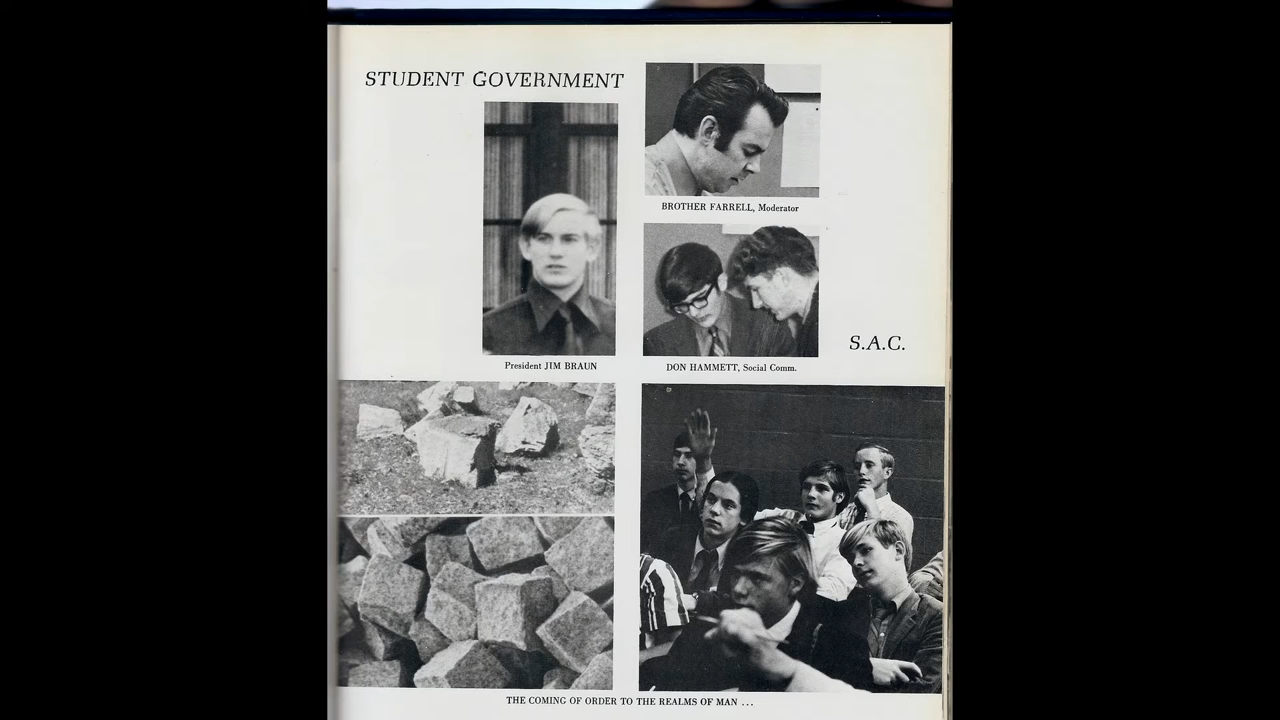 STUDENT GOVERNMENT
BROTHER FARRELL, Moderator
S.A.C.
President JIM BRAUN
DON HAMMETT, Social Comm.
THE COMING OF ORDER TO THE REALMS OF MAN ...